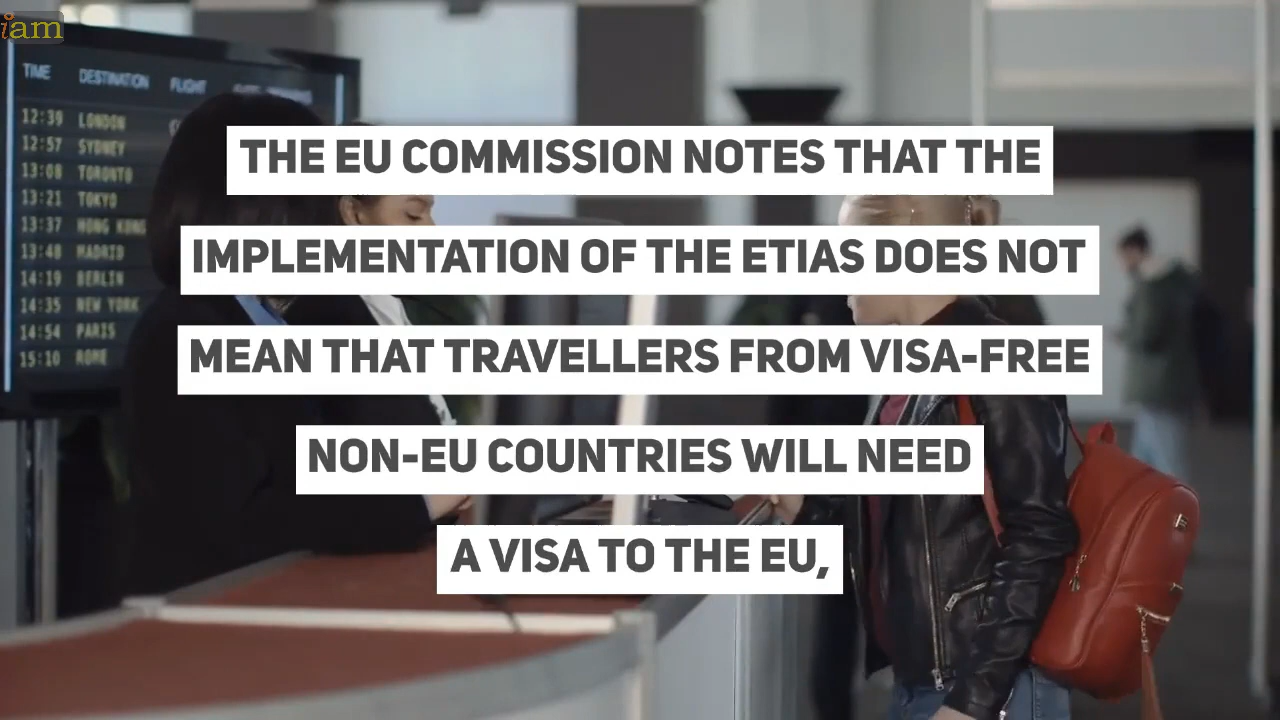 iam
TIME DESTINATION FLIGHT
12:39 LONDON
12:57 SYDNEY
13:08 TORONTO
13:21 TOKYO
13:37 HONG KONG
13:48 MADRID
14:19 BERLIN
14:35 NEW YORK
14:54 PARIS
15:10 ROME
THE EU COMMISSION NOTES THAT THE
IMPLEMENTATION OF THE ETIAS DOES NOT
MEAN THAT TRAVELLERS FROM VISA-FREE
NON-EU COUNTRIES WILL NEED
A VISA TO THE EU,